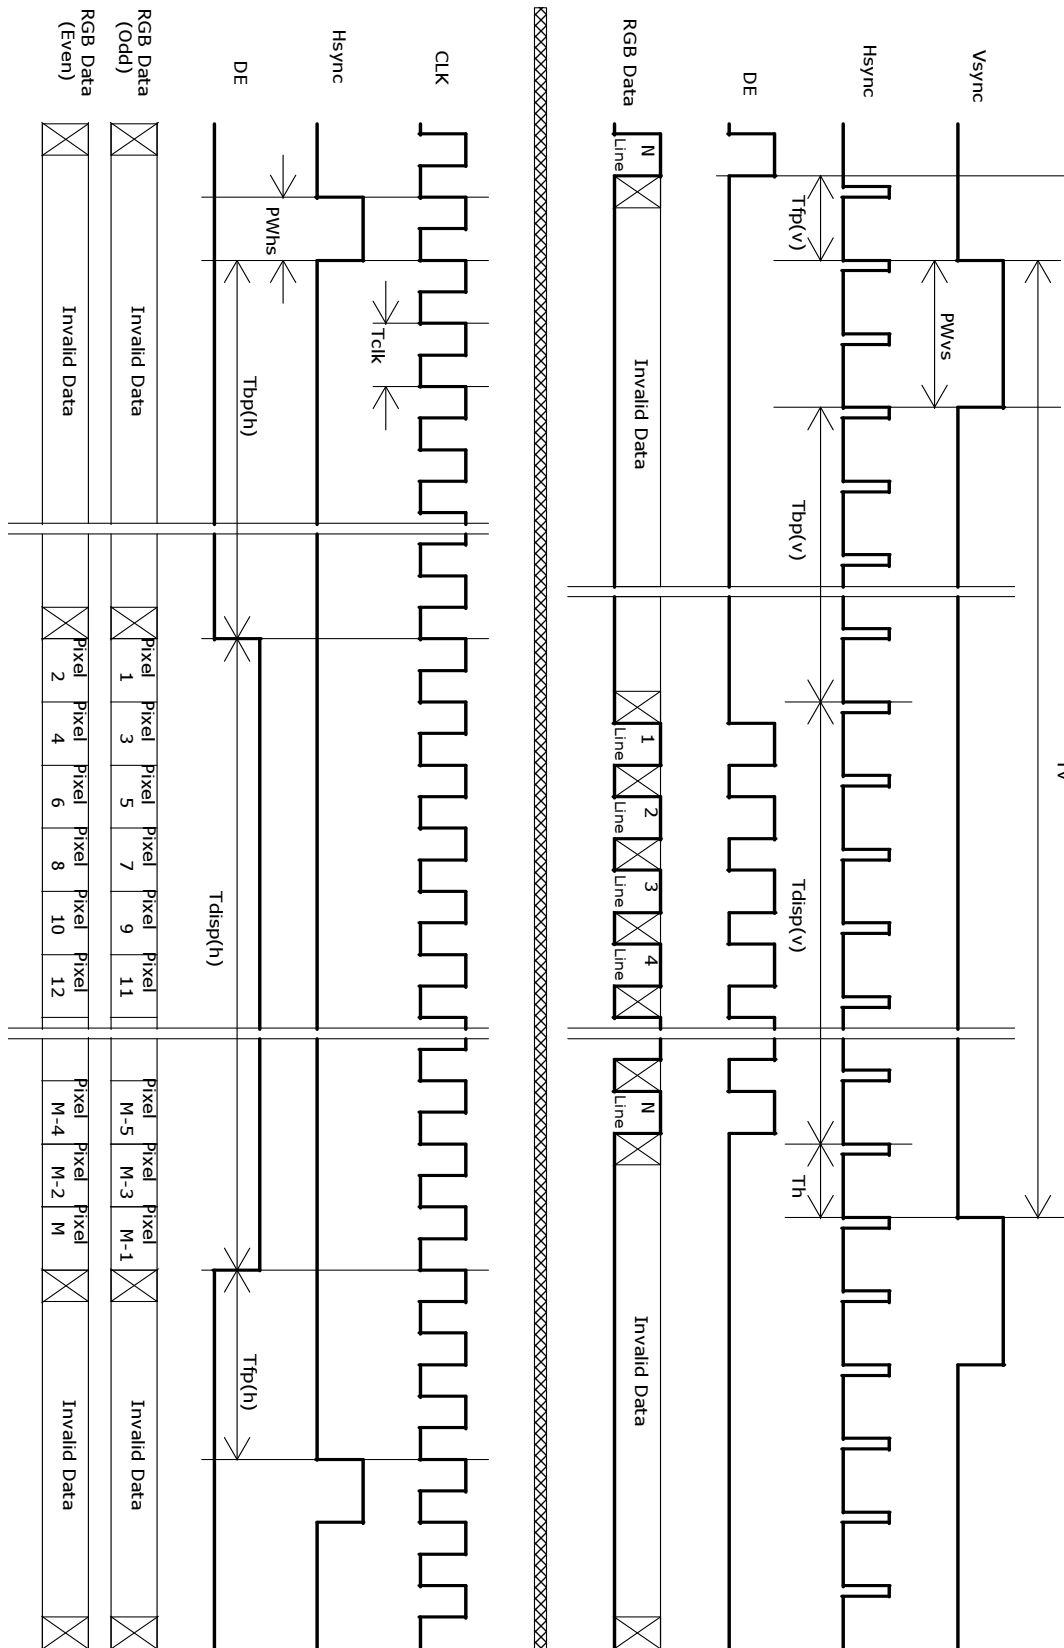 Vsync
PWvs
Hsync
Tfp(v)
Tbp(v)
Tdisp(v)
Th
DE
RGB Data
N
Line
Invalid Data
1
Line
2
Line
3
Line
4
Line
N
Line
Invalid Data
CLK
Tclk
Hsync
PWhs
DE
Tbp(h)
Tdisp(h)
Tfp(h)
RGB Data
(Odd)
Invalid Data
Pixel
1
Pixel
3
Pixel
5
Pixel
7
Pixel
9
Pixel
11
Pixel
M-5
Pixel
M-3
Pixel
M-1
Invalid Data
RGB Data
(Even)
Invalid Data
Pixel
2
Pixel
4
Pixel
6
Pixel
8
Pixel
10
Pixel
12
Pixel
M-4
Pixel
M-2
Pixel
M
Invalid Data